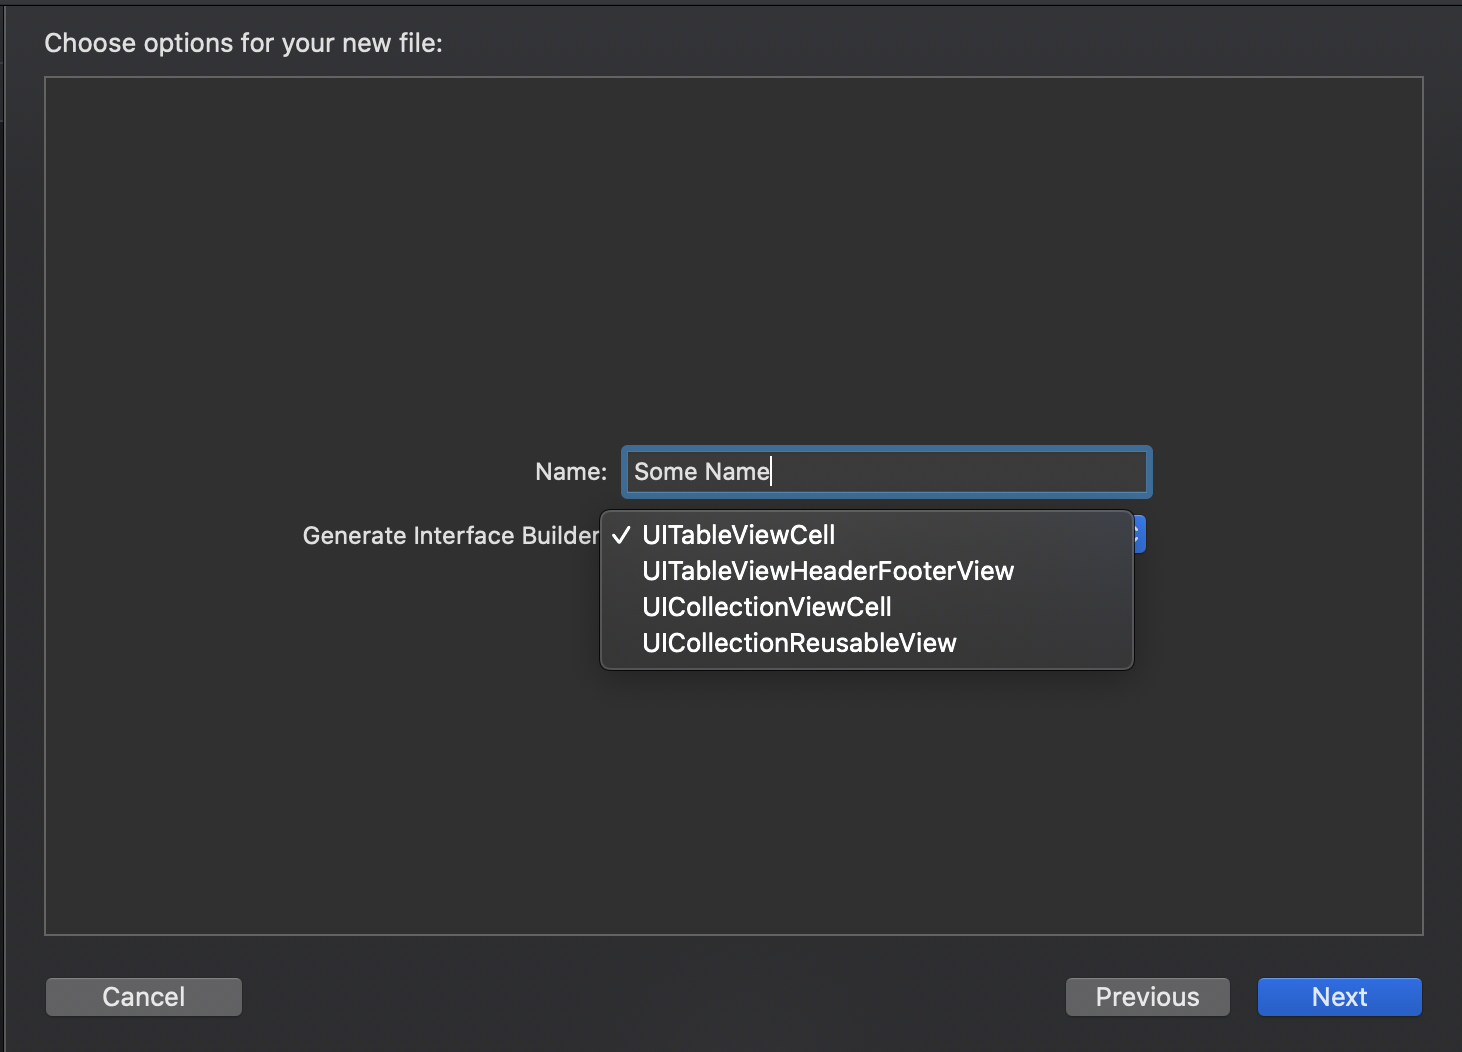 Choose options for your new file:
Name: Some Name
Generate Interface Builder ✓ UITableViewCell
UITableViewHeaderFooterView
UICollectionViewCell
UICollectionReusableView
Cancel Previous Next